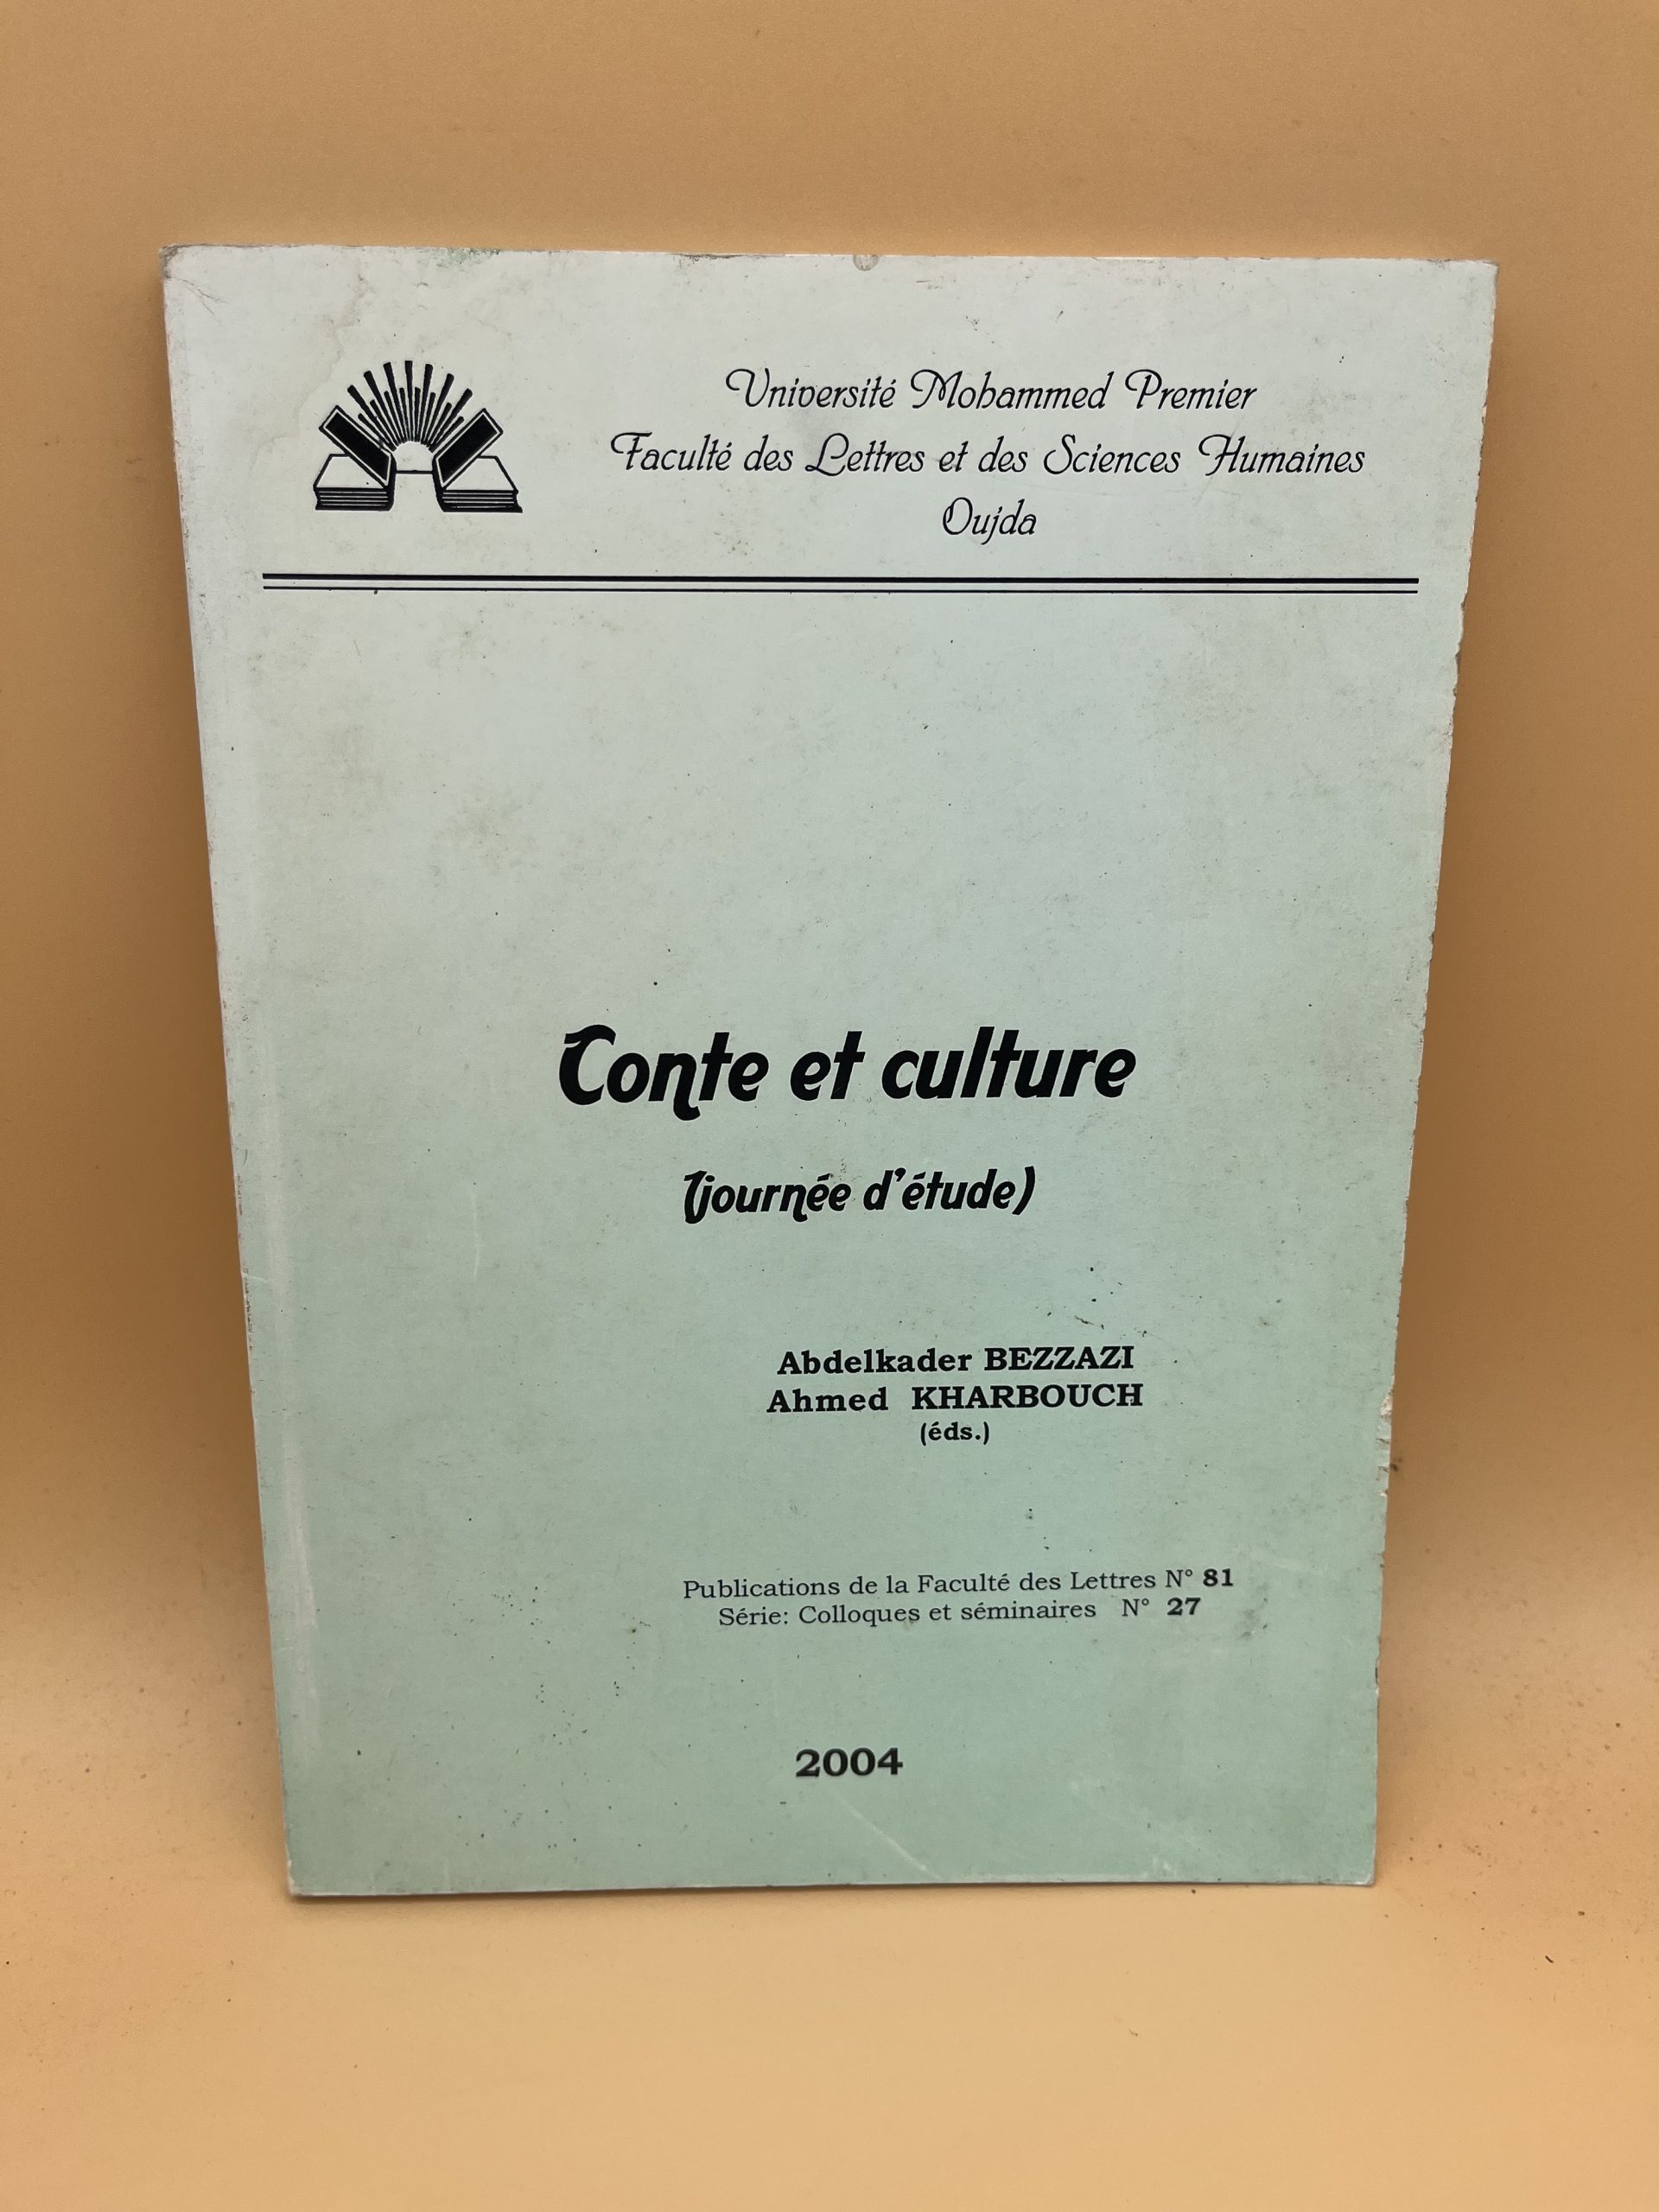 Université Mohammed Premier
Faculté des Lettres et des Sciences Humaines
Oujda
Conte et culture
(journée d'étude)
Abdelkader BEZZAZI
Ahmed KHARBOUCH
(éds.)
Publications de la Faculté des Lettres N° 81
Série: Colloques et séminaires N° 27
2004